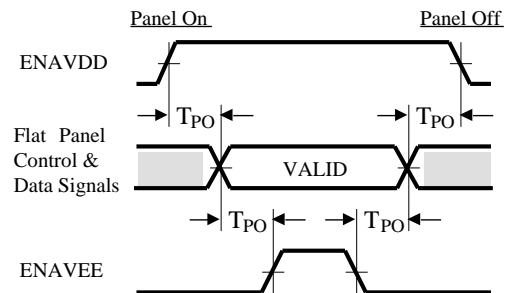 Panel On
Panel Off
ENAVDD
TPO
TPO
Flat Panel
Control &
Data Signals
VALID
TPO
TPO
ENAVEE